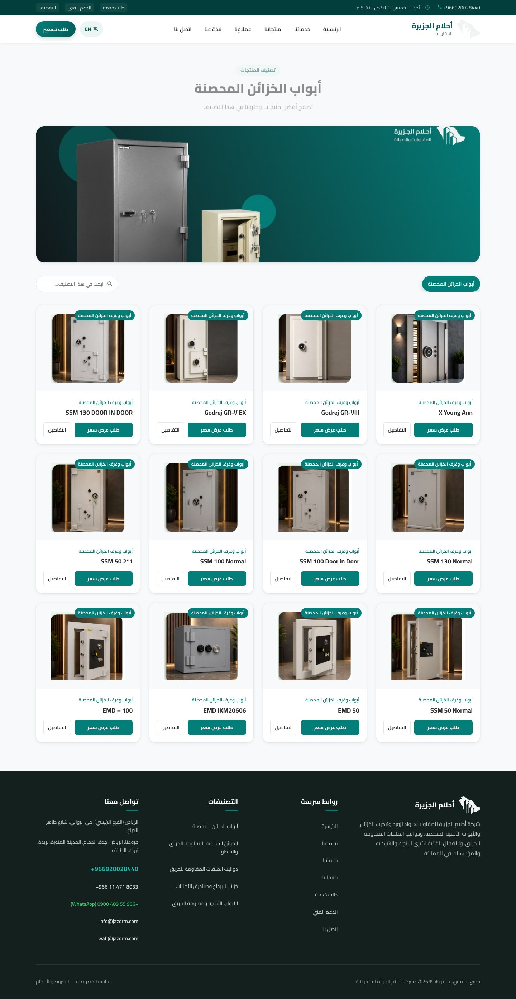 +966920028440
الأحد - الخميس: 9:00 ص - 5:00 م
طلب خدمة
الدعم الفني
التوظيف
أحلام الجزيرة
للمقاولات
الرئيسية
خدماتنا
منتجاتنا
عملاؤنا
نبذة عنا
اتصل بنا
EN
طلب تسعير
تصنيف المنتجات
أبواب الخزائن المحصنة
تصفح أفضل منتجاتنا وحلولنا في هذا التصنيف
أحـلام الجـزيرة
للمقـاولات والصـيانة
أبواب الخزائن المحصنة
ابحث في هذا التصنيف...
أبواب وغرف الخزائن المحصنة
أبواب وغرف الخزائن المحصنة
X Young Ann
طلب عرض سعر
التفاصيل
أبواب وغرف الخزائن المحصنة
أبواب وغرف الخزائن المحصنة
Godrej GR-VIII
طلب عرض سعر
التفاصيل
أبواب وغرف الخزائن المحصنة
أبواب وغرف الخزائن المحصنة
Godrej GR-V EX
طلب عرض سعر
التفاصيل
أبواب وغرف الخزائن المحصنة
أبواب وغرف الخزائن المحصنة
SSM 130 DOOR IN DOOR
طلب عرض سعر
التفاصيل
أبواب وغرف الخزائن المحصنة
أبواب وغرف الخزائن المحصنة
SSM 130 Normal
طلب عرض سعر
التفاصيل
أبواب وغرف الخزائن المحصنة
أبواب وغرف الخزائن المحصنة
SSM 100 Door in Door
طلب عرض سعر
التفاصيل
أبواب وغرف الخزائن المحصنة
أبواب وغرف الخزائن المحصنة
SSM 100 Normal
طلب عرض سعر
التفاصيل
أبواب وغرف الخزائن المحصنة
أبواب وغرف الخزائن المحصنة
SSM 50 2*1
طلب عرض سعر
التفاصيل
أبواب وغرف الخزائن المحصنة
أبواب وغرف الخزائن المحصنة
SSM 50 Normal
طلب عرض سعر
التفاصيل
أبواب وغرف الخزائن المحصنة
أبواب وغرف الخزائن المحصنة
EMD 50
طلب عرض سعر
التفاصيل
أبواب وغرف الخزائن المحصنة
أبواب وغرف الخزائن المحصنة
EMD JKM20606
طلب عرض سعر
التفاصيل
أبواب وغرف الخزائن المحصنة
أبواب وغرف الخزائن المحصنة
EMD – 100
طلب عرض سعر
التفاصيل
أحلام الجزيرة
شركة أحلام الجزيرة للمقاولات: رواد تزويد وتركيب الخزائن
والأبواب الأمنية المحصنة، ودواليب الملفات المقاومة
للحريق، والأقفال الذكية لكبرى البنوك والشركات
والمؤسسات في المملكة.
روابط سريعة
الرئيسية
نبذة عنا
خدماتنا
منتجاتنا
طلب خدمة
الدعم الفني
اتصل بنا
التصنيفات
أبواب الخزائن المحصنة
الخزائن الحديدية المقاومة للحريق
والسطو
دواليب الملفات المقاومة للحريق
خزائن الإيداع وصناديق الأمانات
الأبواب الأمنية ومقاومة الحريق
تواصل معنا
الرياض (الفرع الرئيسي)، حي الروابي، شارع طاهر
الدباغ
فروعنا: الرياض، جدة، الدمام، المدينة المنورة، بريدة،
تبوك، الطائف
+966920028440
+966 11 471 8033
+966 55 489 0900 (WhatsApp)
info@jazdrm.com
wafi@jazdrm.com
جميع الحقوق محفوظة © 2026 · شركة أحلام الجزيرة للمقاولات
سياسة الخصوصية
الشروط والأحكام